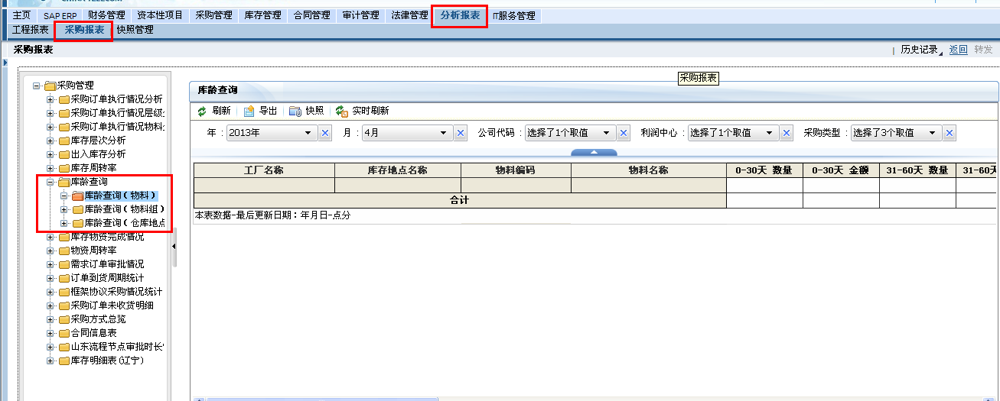 CHINA TELECOM
主页 SAP ERP 财务管理 资本性项目 采购管理 库存管理 合同管理 审计管理 法律管理 分析报表 IT服务管理
工程报表 采购报表 快照管理
采购报表 历史记录 返回 转发
采购报表
采购管理
采购订单执行情况分析
采购订单执行情况层级
采购订单执行情况物料
库存层次分析
出入库存分析
库存周转率
库龄查询
库龄查询（物料）
库龄查询（物料组）
库龄查询（仓库地点
库存物资完成情况
物资周转率
需求订单审批情况
订单到货周期统计
框架协议采购情况统计
采购订单未收货明细
采购方式总览
合同信息表
山东流程节点审批时长
库存明细表(辽宁)
库龄查询
刷新 导出 快照 实时刷新
年： 2013年 月： 4月 公司代码： 选择了1个取值 利润中心： 选择了1个取值 采购类型： 选择了3个取值
工厂名称 库存地点名称 物料编码 物料名称 0-30天 数量 0-30天 金额 31-60天 数量 31-60天
合计
本表数据-最后更新日期：年月日-点分